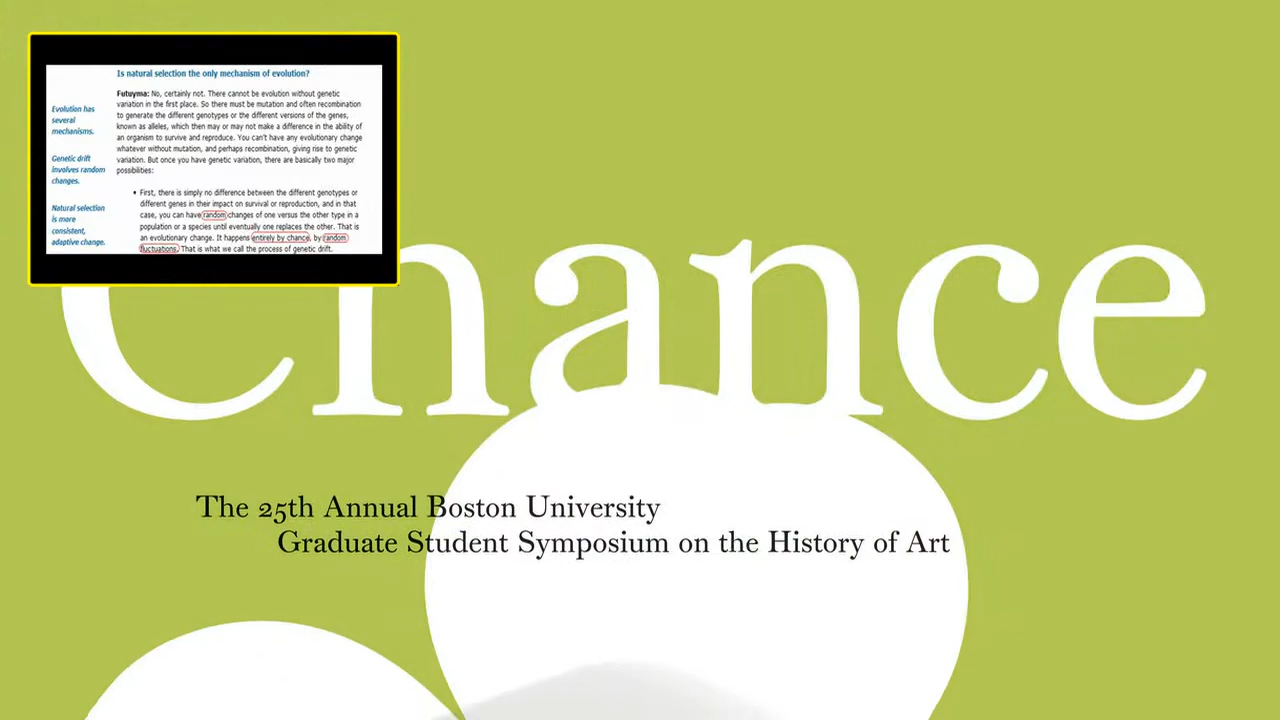 Is natural selection the only mechanism of evolution?
Futuyma: No, certainly not. There cannot be evolution without genetic
variation in the first place. So there must be mutation and often recombination
to generate the different genotypes or the different versions of the genes,
known as alleles, which then may or may not make a difference in the ability of
an organism to survive and reproduce. You can't have any evolutionary change
whatever without mutation, and perhaps recombination, giving rise to genetic
variation. But once you have genetic variation, there are basically two major
possibilities:
Evolution has
several
mechanisms.
Genetic drift
involves random
changes.
Natural selection
is more
consistent,
adaptive change.
• First, there is simply no difference between the different genotypes or
different genes in their impact on survival or reproduction, and in that
case, you can have random changes of one versus the other type in a
population or a species until eventually one replaces the other. That is
an evolutionary change. It happens entirely by chance, by random
fluctuations. That is what we call the process of genetic drift.
Chance
The 25th Annual Boston University
Graduate Student Symposium on the History of Art